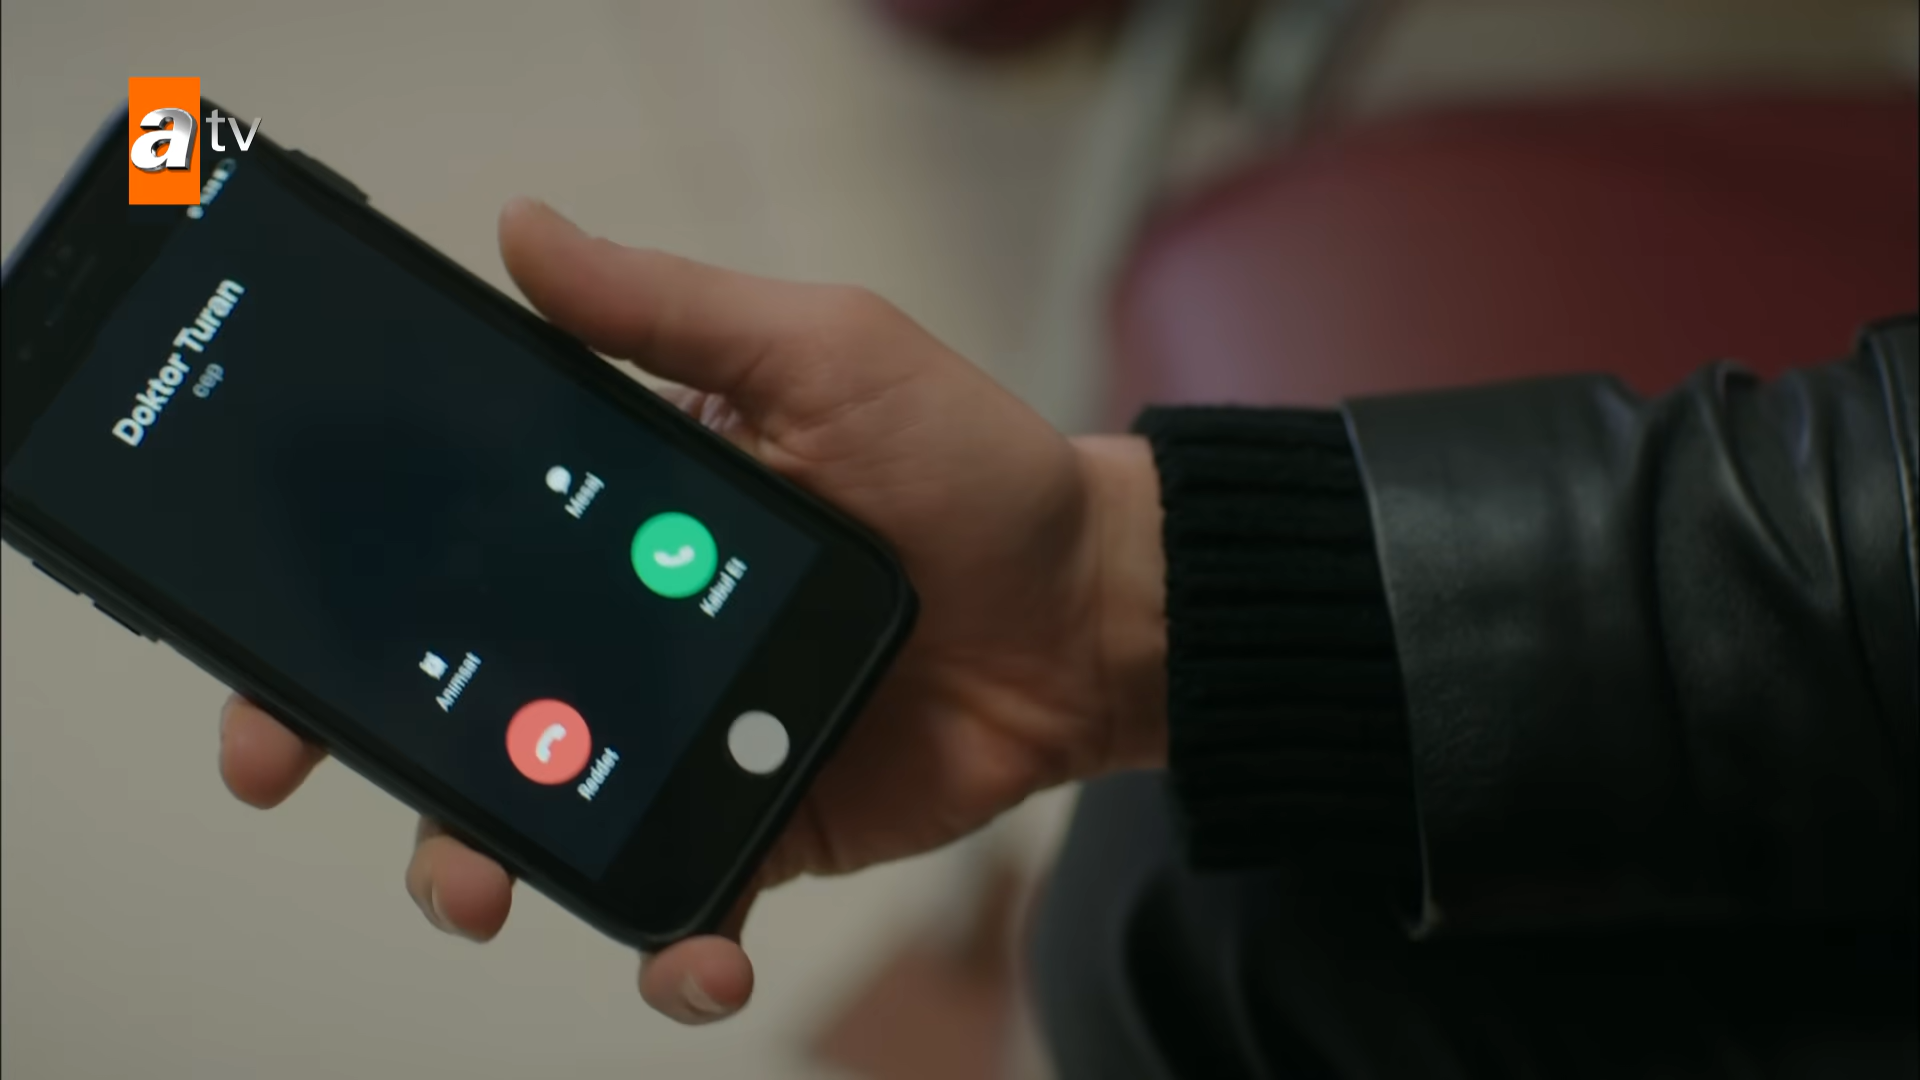 atv
Doktor Turan
cep
Mesaj
Kabul Et
Anımsat
Reddet